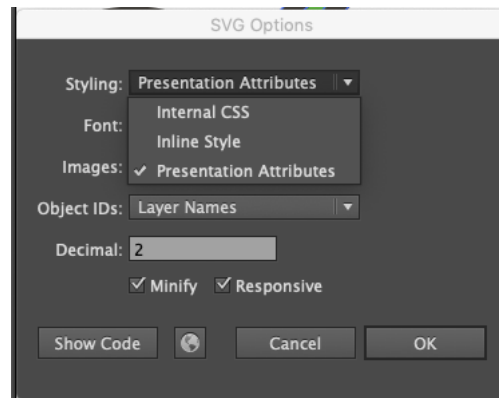 SVG Options
Styling: Presentation Attributes
Internal CSS
Font:
Inline Style
Images: Presentation Attributes
Object IDs: Layer Names
Decimal: 2
Minify Responsive
Show Code Cancel OK